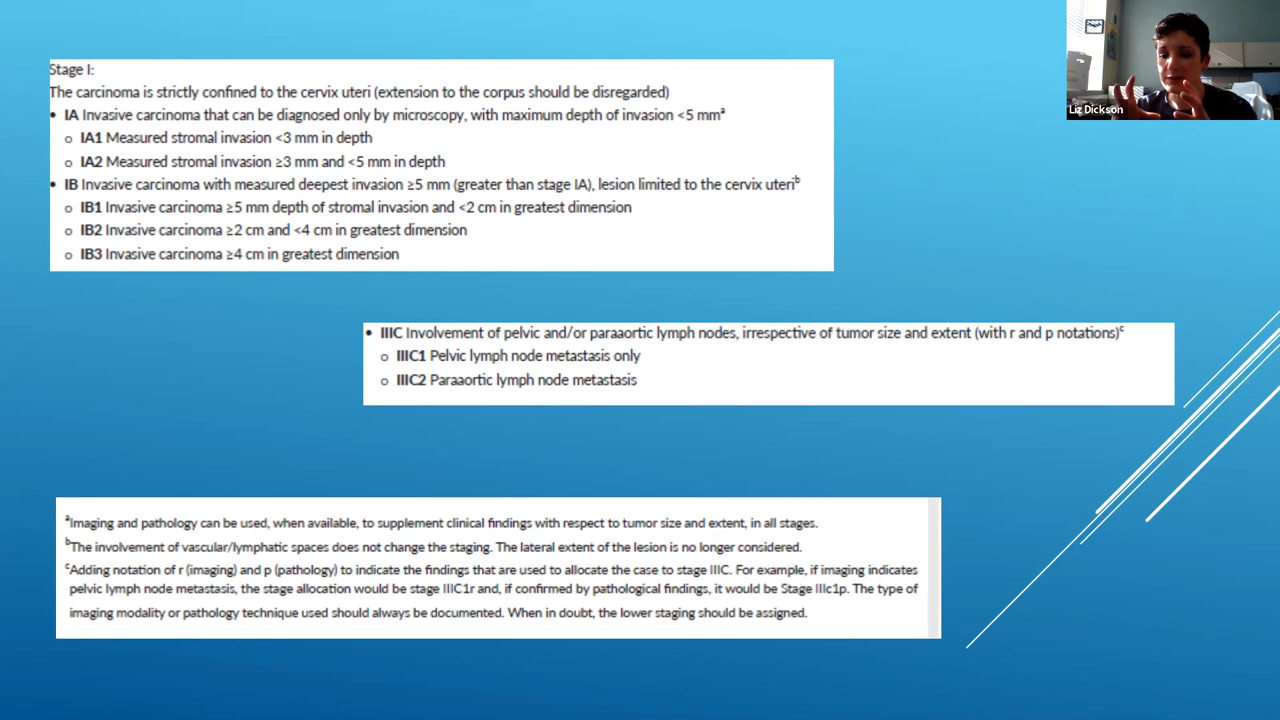 Stage I:
The carcinoma is strictly confined to the cervix uteri (extension to the corpus should be disregarded)
• IA Invasive carcinoma that can be diagnosed only by microscopy, with maximum depth of invasion <5 mmª
o IA1 Measured stromal invasion <3 mm in depth
o IA2 Measured stromal invasion ≥3 mm and <5 mm in depth
• IB Invasive carcinoma with measured deepest invasion ≥5 mm (greater than stage IA), lesion limited to the cervix uteriᵇ
o IB1 Invasive carcinoma ≥5 mm depth of stromal invasion and <2 cm in greatest dimension
o IB2 Invasive carcinoma ≥2 cm and <4 cm in greatest dimension
o IB3 Invasive carcinoma ≥4 cm in greatest dimension
Liz Dickson
• IIIC Involvement of pelvic and/or paraaortic lymph nodes, irrespective of tumor size and extent (with r and p notations)ᶜ
o IIIC1 Pelvic lymph node metastasis only
o IIIC2 Paraaortic lymph node metastasis
ªImaging and pathology can be used, when available, to supplement clinical findings with respect to tumor size and extent, in all stages.
ᵇThe involvement of vascular/lymphatic spaces does not change the staging. The lateral extent of the lesion is no longer considered.
ᶜAdding notation of r (imaging) and p (pathology) to indicate the findings that are used to allocate the case to stage IIIC. For example, if imaging indicates
pelvic lymph node metastasis, the stage allocation would be stage IIIC1r and, if confirmed by pathological findings, it would be Stage IIIc1p. The type of
imaging modality or pathology technique used should always be documented. When in doubt, the lower staging should be assigned.